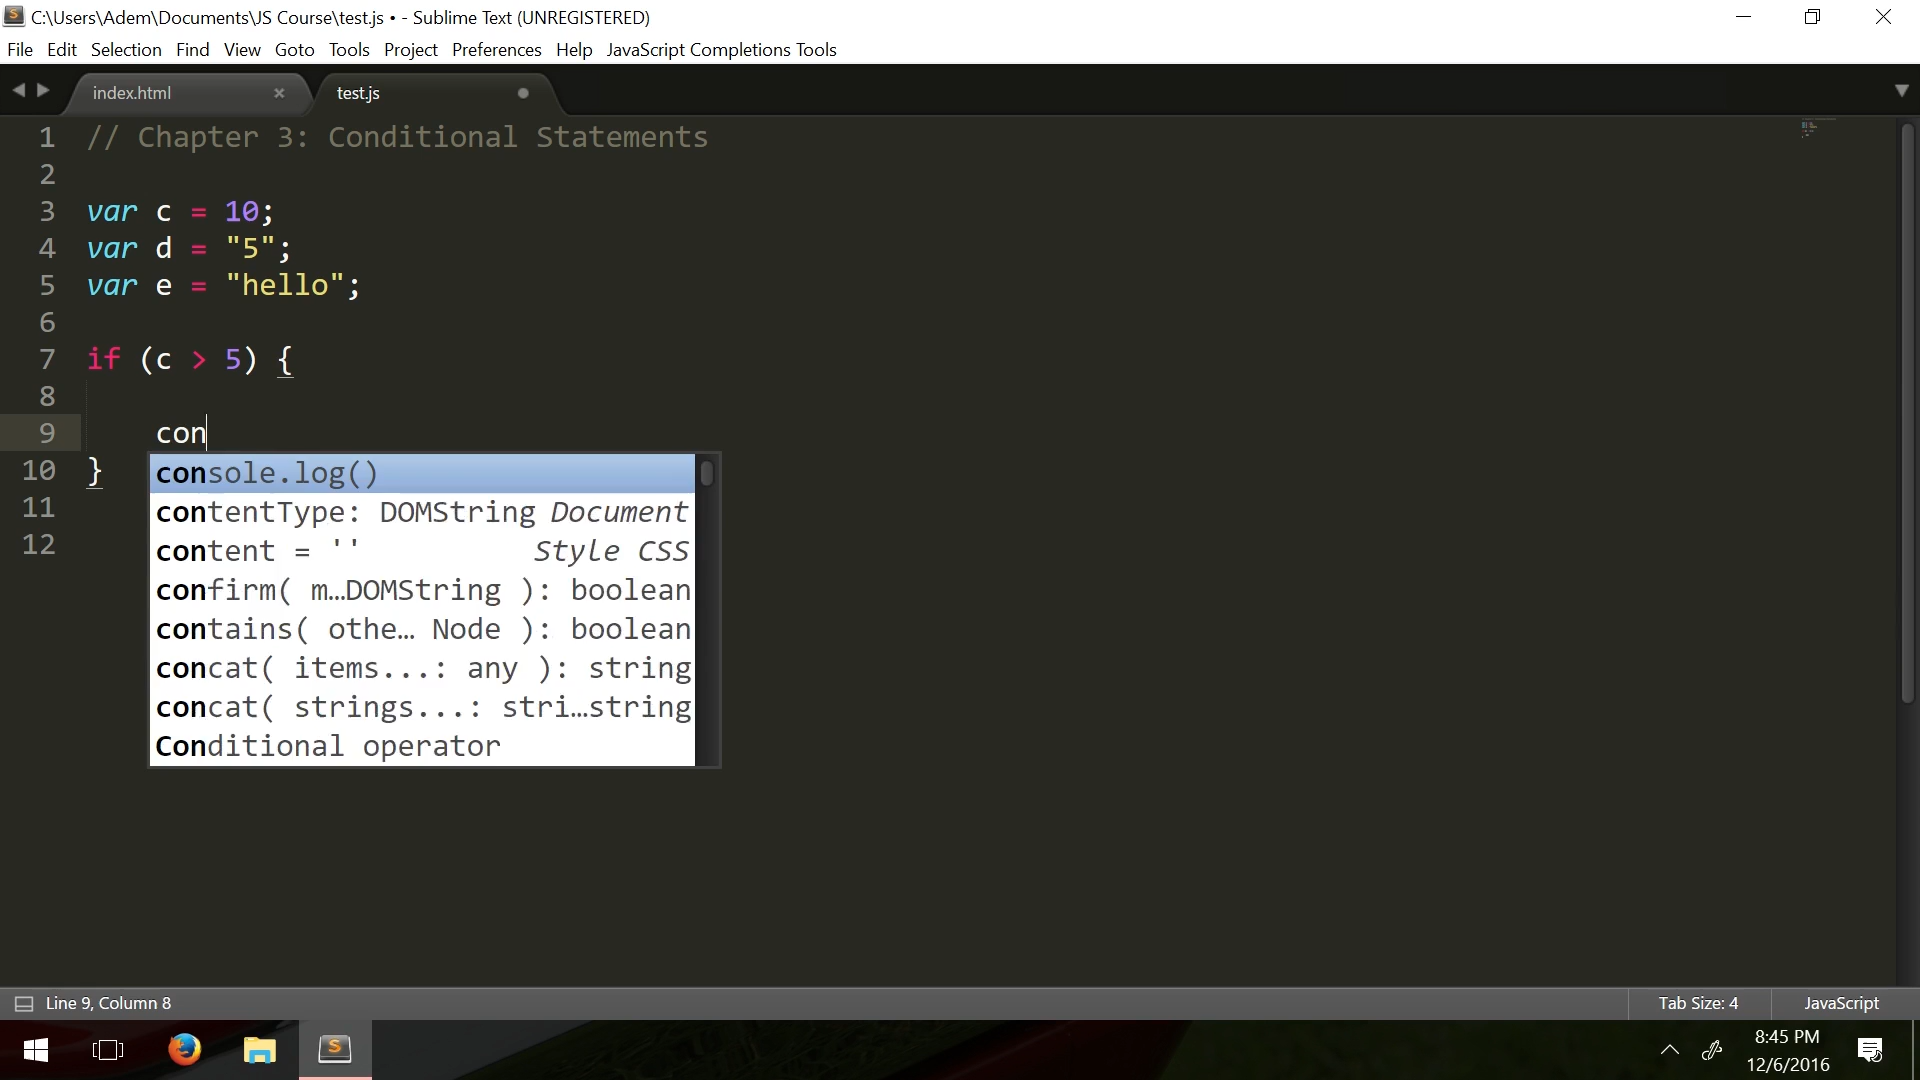 C:\Users\Adem\Documents\JS Course\test.js • - Sublime Text (UNREGISTERED)
File Edit Selection Find View Goto Tools Project Preferences Help JavaScript Completions Tools
index.html × test.js
1 // Chapter 3: Conditional Statements
2
3 var c = 10;
4 var d = "5";
5 var e = "hello";
6
7 if (c > 5) {
8
9 con
10 }
11
12
console.log()
contentType: DOMString Document
content = '' Style CSS
confirm( m…DOMString ): boolean
contains( othe… Node ): boolean
concat( items...: any ): string
concat( strings...: stri…string
Conditional operator
Line 9, Column 8 Tab Size: 4 JavaScript
8:45 PM
12/6/2016